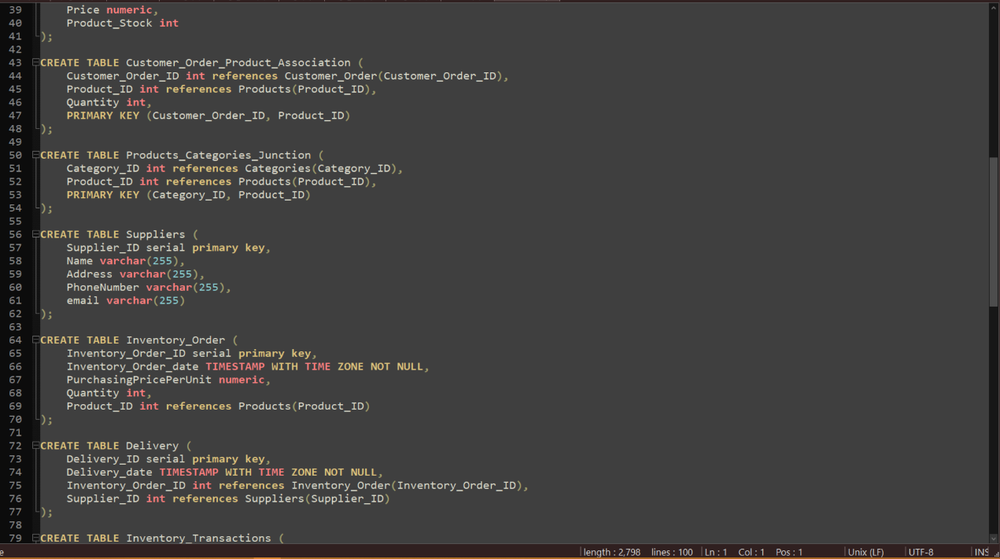 39 Price numeric,
40 Product_Stock int
41 );
42
43 CREATE TABLE Customer_Order_Product_Association (
44 Customer_Order_ID int references Customer_Order(Customer_Order_ID),
45 Product_ID int references Products(Product_ID),
46 Quantity int,
47 PRIMARY KEY (Customer_Order_ID, Product_ID)
48 );
49
50 CREATE TABLE Products_Categories_Junction (
51 Category_ID int references Categories(Category_ID),
52 Product_ID int references Products(Product_ID),
53 PRIMARY KEY (Category_ID, Product_ID)
54 );
55
56 CREATE TABLE Suppliers (
57 Supplier_ID serial primary key,
58 Name varchar(255),
59 Address varchar(255),
60 PhoneNumber varchar(255),
61 email varchar(255)
62 );
63
64 CREATE TABLE Inventory_Order (
65 Inventory_Order_ID serial primary key,
66 Inventory_Order_date TIMESTAMP WITH TIME ZONE NOT NULL,
67 PurchasingPricePerUnit numeric,
68 Quantity int,
69 Product_ID int references Products(Product_ID)
70 );
71
72 CREATE TABLE Delivery (
73 Delivery_ID serial primary key,
74 Delivery_date TIMESTAMP WITH TIME ZONE NOT NULL,
75 Inventory_Order_ID int references Inventory_Order(Inventory_Order_ID),
76 Supplier_ID int references Suppliers(Supplier_ID)
77 );
78
79 CREATE TABLE Inventory_Transactions (
e length : 2,798 lines : 100 Ln : 1 Col : 1 Pos : 1 Unix (LF) UTF-8 INS